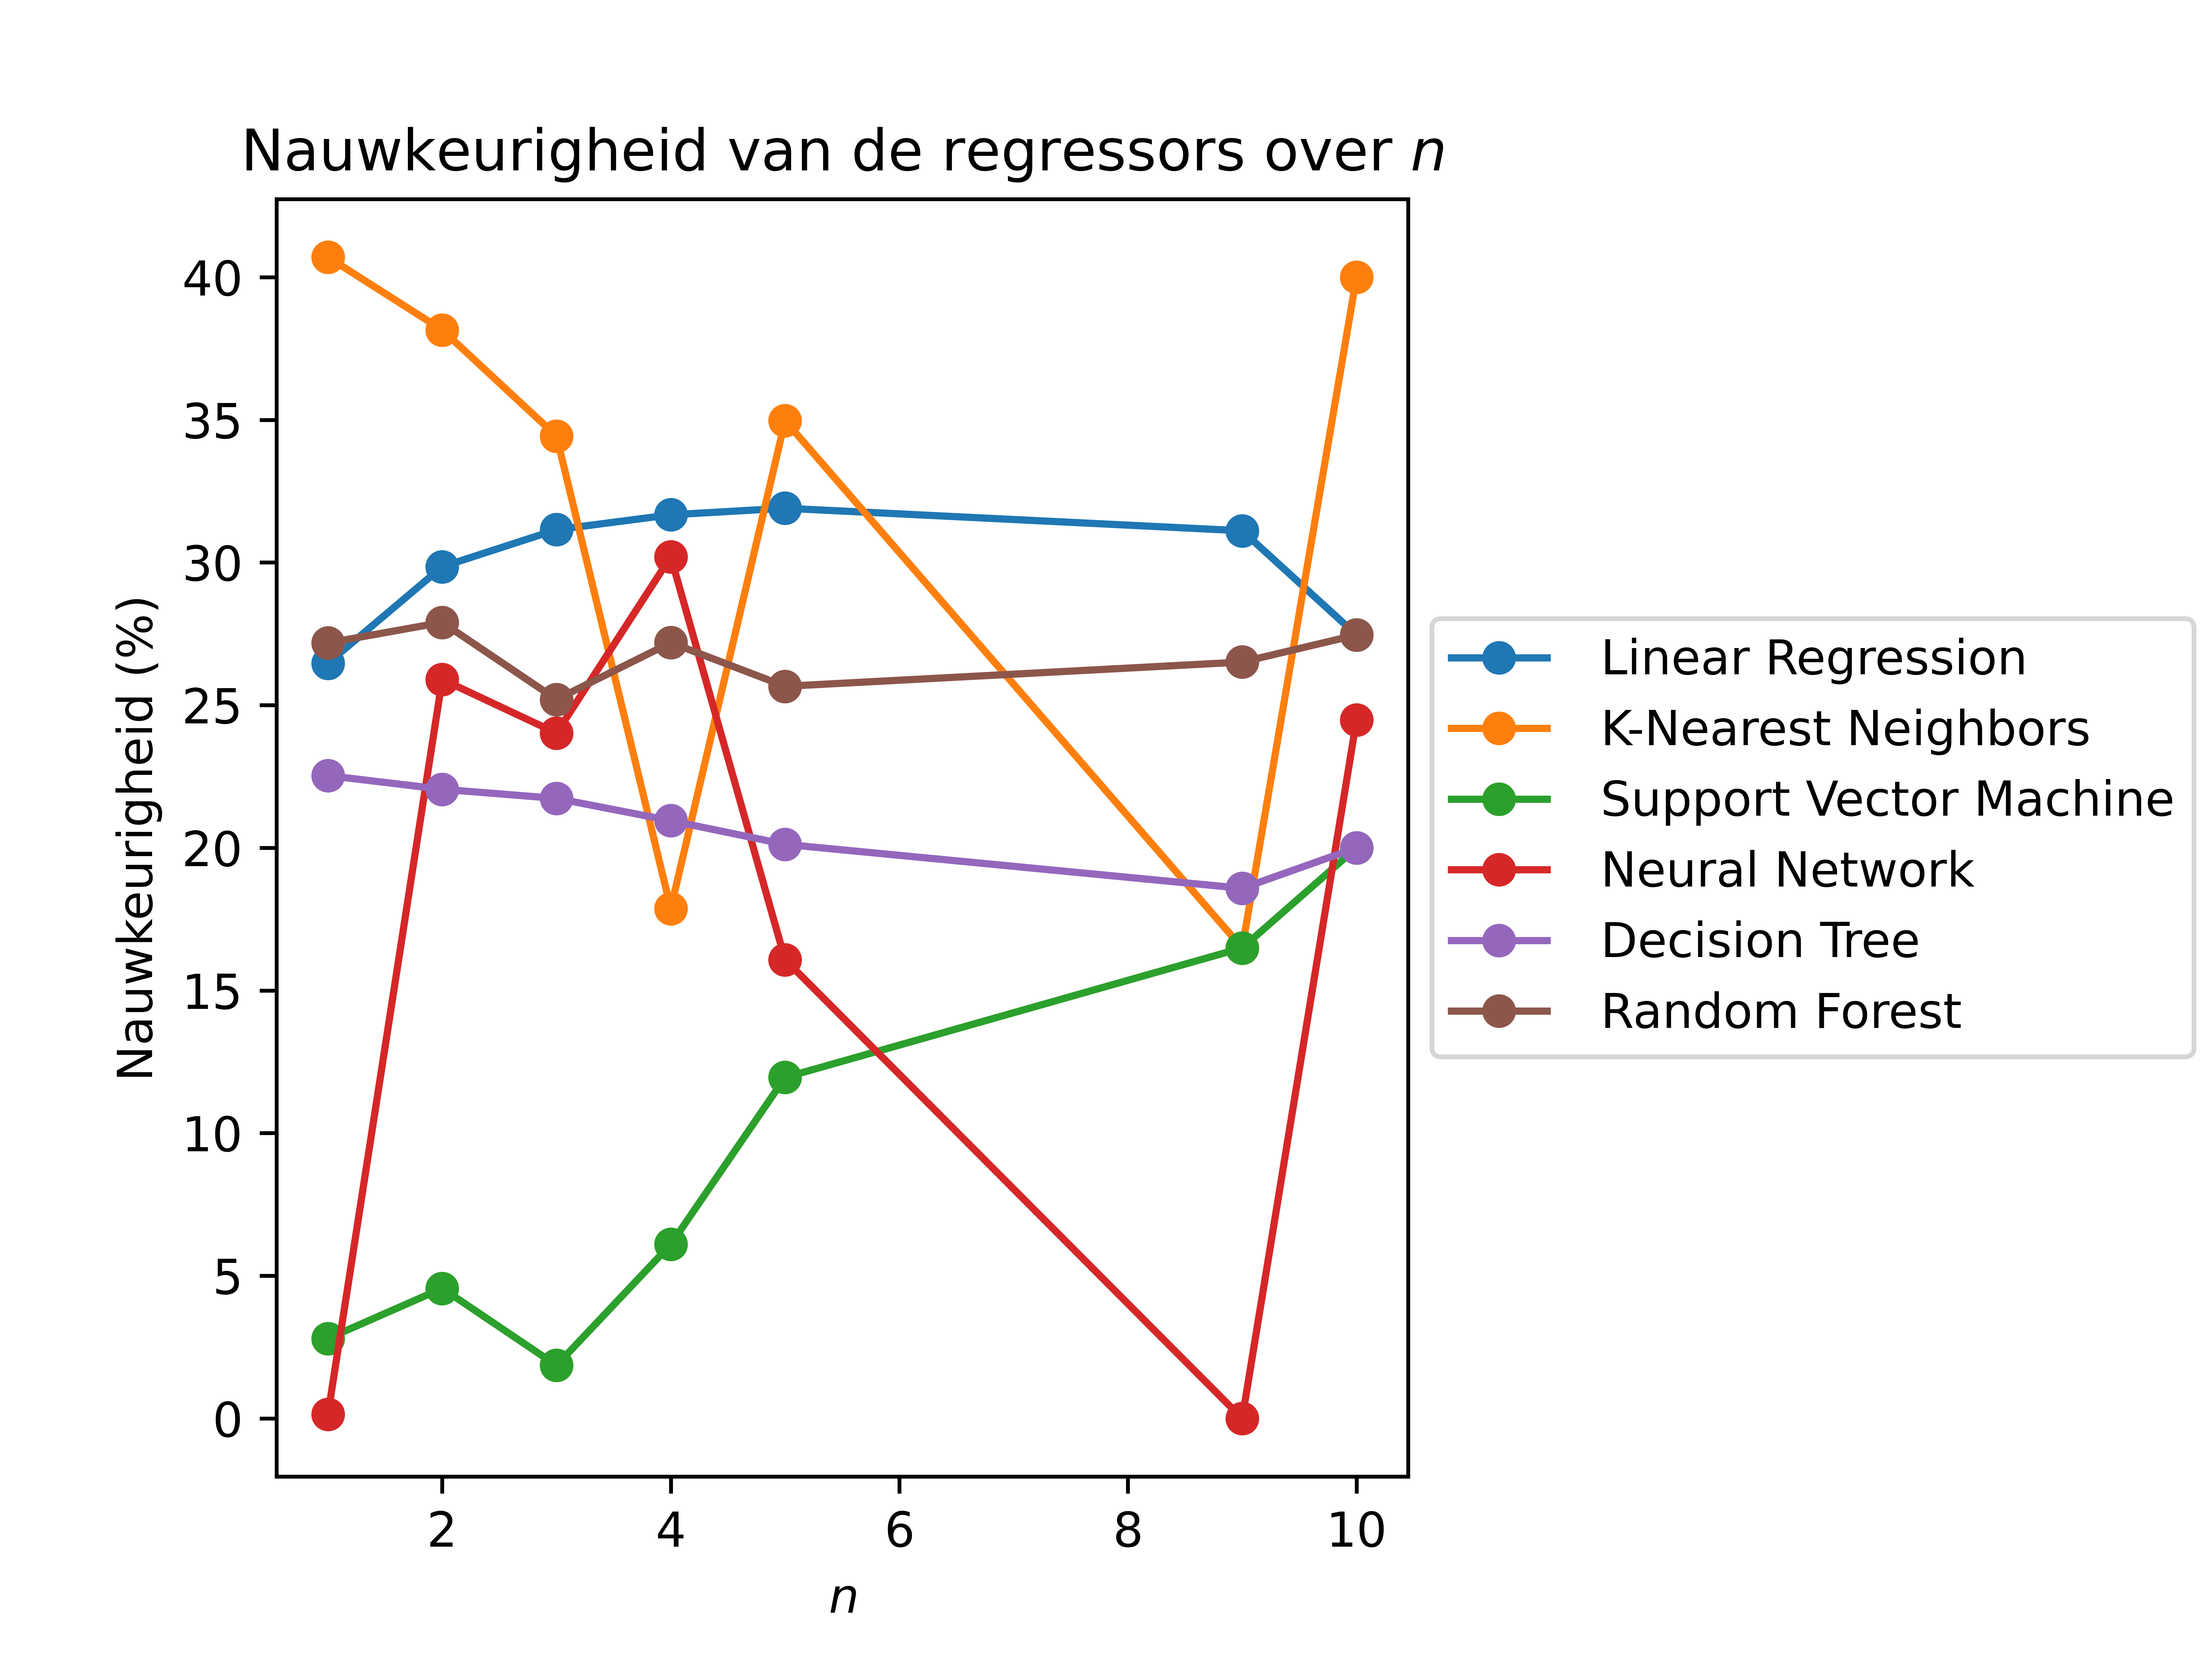 Nauwkeurigheid van de regressors over n
Nauwkeurigheid (%)
40
35
30
25
20
15
10
5
0
2 4 6 8 10
n
Linear Regression
K-Nearest Neighbors
Support Vector Machine
Neural Network
Decision Tree
Random Forest